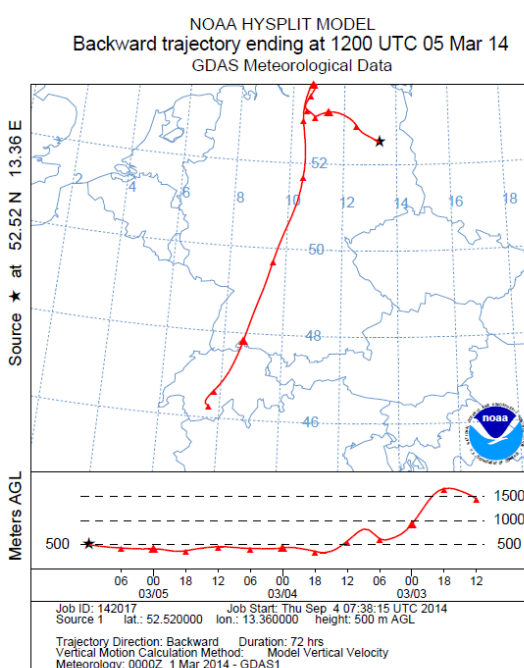 NOAA HYSPLIT MODEL
Backward trajectory ending at 1200 UTC 05 Mar 14
GDAS Meteorological Data
Source ★ at 52.52 N 13.36 E
2 4 6 8 10 12 14 16
52
50
48
46
noaa
Meters AGL
500
1500
1000
500
06 00 18 12 06 00 18 12 06 00 18 12
03/05 03/04 03/03
Job ID: 142017 Job Start: Thu Sep 4 07:38:15 UTC 2014
Source 1 lat.: 52.520000 lon.: 13.360000 height: 500 m AGL
Trajectory Direction: Backward Duration: 72 hrs
Vertical Motion Calculation Method: Model Vertical Velocity
Meteorology: 0000Z 1 Mar 2014 - GDAS1